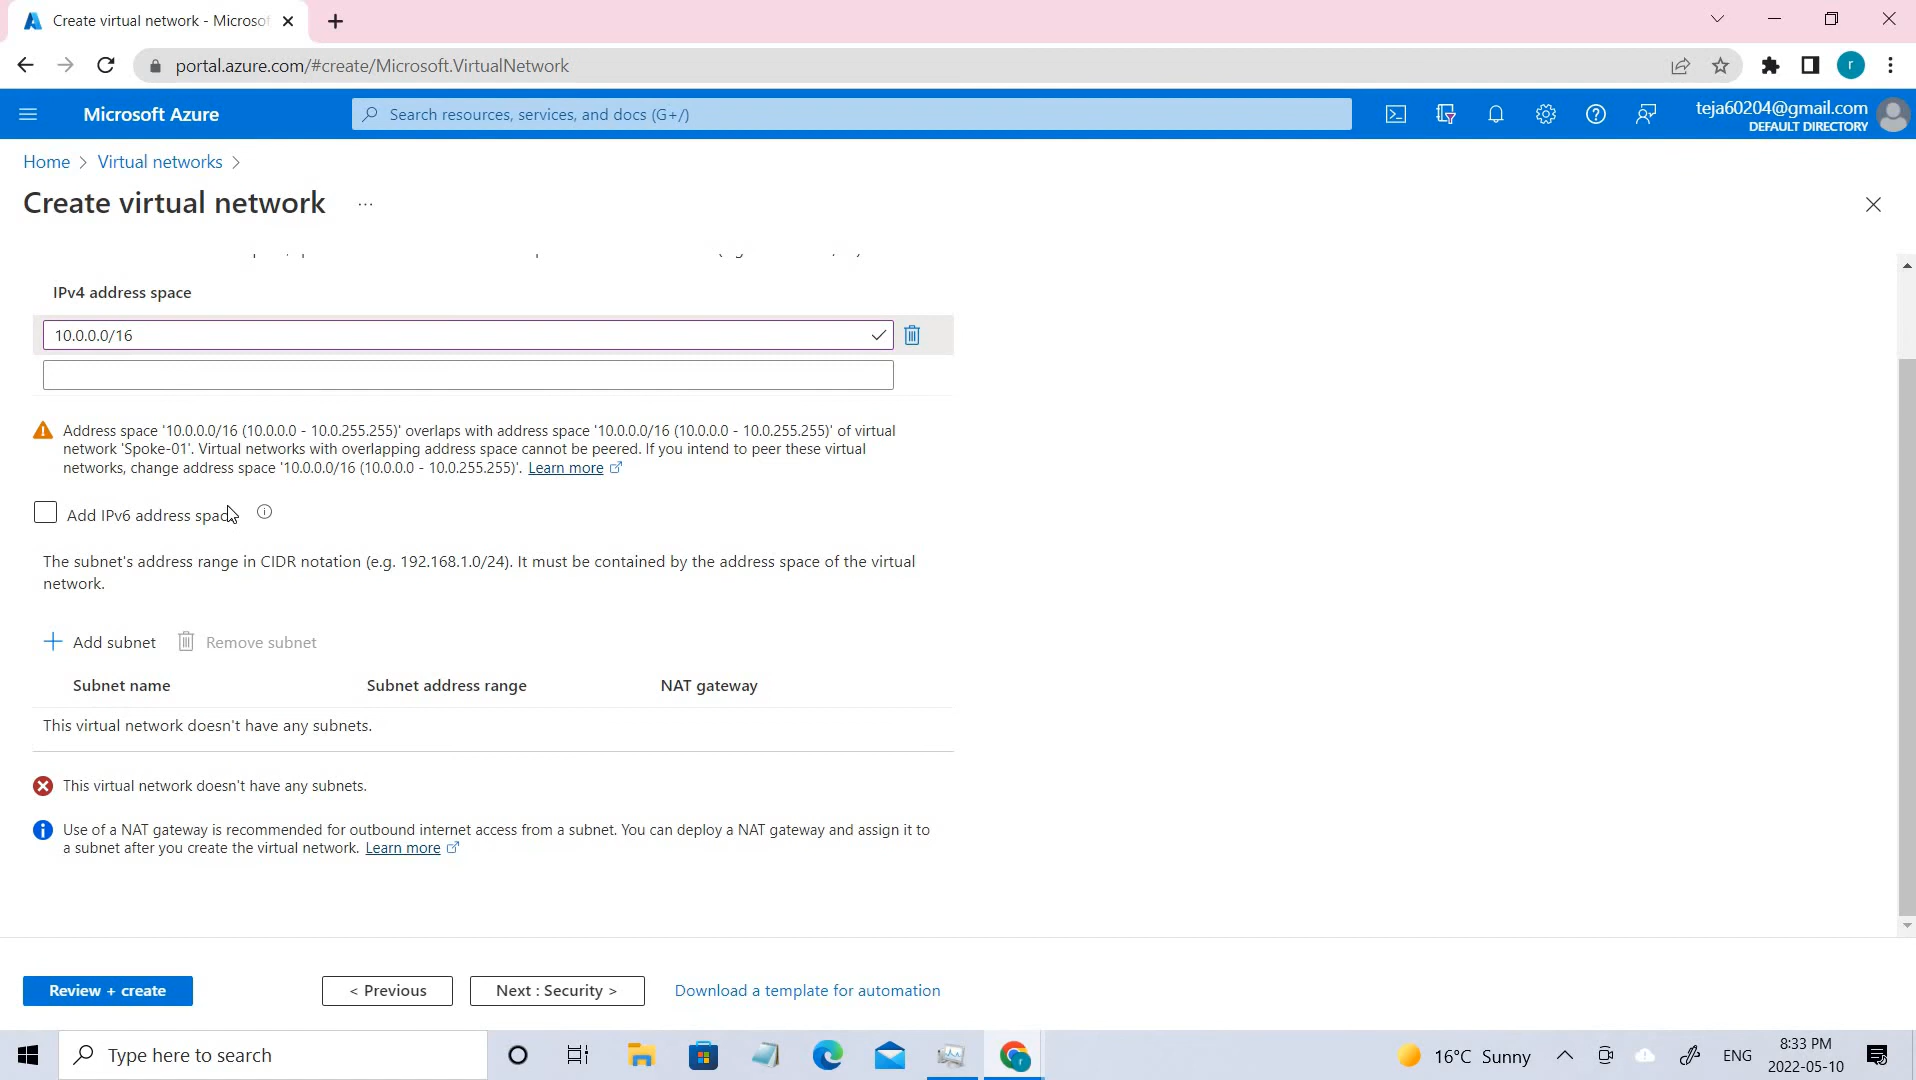 Create virtual network - Microsof
portal.azure.com/#create/Microsoft.VirtualNetwork
r
Microsoft Azure
Search resources, services, and docs (G+/)
teja60204@gmail.com
DEFAULT DIRECTORY
Home > Virtual networks >
Create virtual network ...
IPv4 address space
10.0.0.0/16
Address space '10.0.0.0/16 (10.0.0.0 - 10.0.255.255)' overlaps with address space '10.0.0.0/16 (10.0.0.0 - 10.0.255.255)' of virtual
network 'Spoke-01'. Virtual networks with overlapping address space cannot be peered. If you intend to peer these virtual
networks, change address space '10.0.0.0/16 (10.0.0.0 - 10.0.255.255)'. Learn more
Add IPv6 address space
The subnet's address range in CIDR notation (e.g. 192.168.1.0/24). It must be contained by the address space of the virtual
network.
Add subnet Remove subnet
Subnet name Subnet address range NAT gateway
This virtual network doesn't have any subnets.
This virtual network doesn't have any subnets.
Use of a NAT gateway is recommended for outbound internet access from a subnet. You can deploy a NAT gateway and assign it to
a subnet after you create the virtual network. Learn more
Review + create < Previous Next : Security > Download a template for automation
Type here to search
16°C Sunny
ENG
8:33 PM
2022-05-10